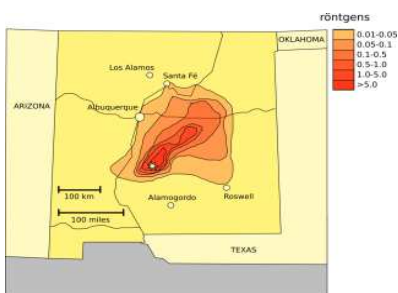 röntgens
0.01-0.05
0.05-0.1
0.1-0.5
0.5-1.0
1.0-5.0
>5.0
OKLAHOMA
Los Alamos
Santa Fé
ARIZONA
Albuquerque
100 km
Alamogordo
Roswell
100 miles
TEXAS